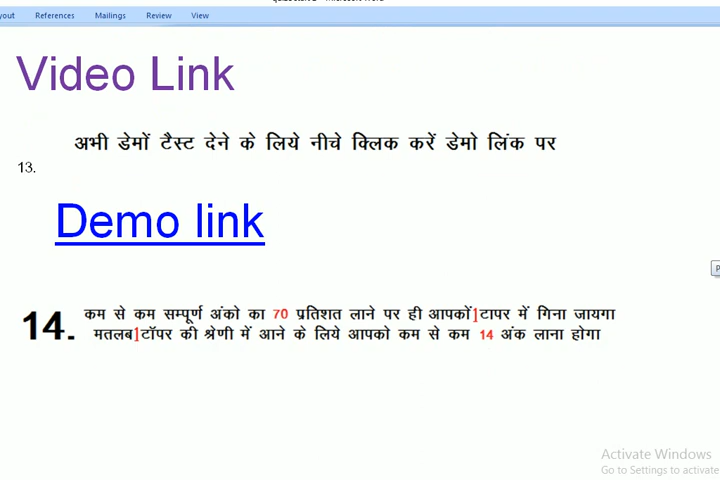 yout References Mailings Review View
Video Link
अभी डेमों टैस्ट देने के लिये नीचे क्लिक करें डेमो लिंक पर
13.
Demo link
14. कम से कम सम्पूर्ण अंको का 70 प्रतिशत लाने पर ही आपकों 1 टापर में गिना जायगा
मतलब 1 टॉपर की श्रेणी में आने के लिये आपको कम से कम 14 अंक लाना होगा
Activate Windows
Go to Settings to activate